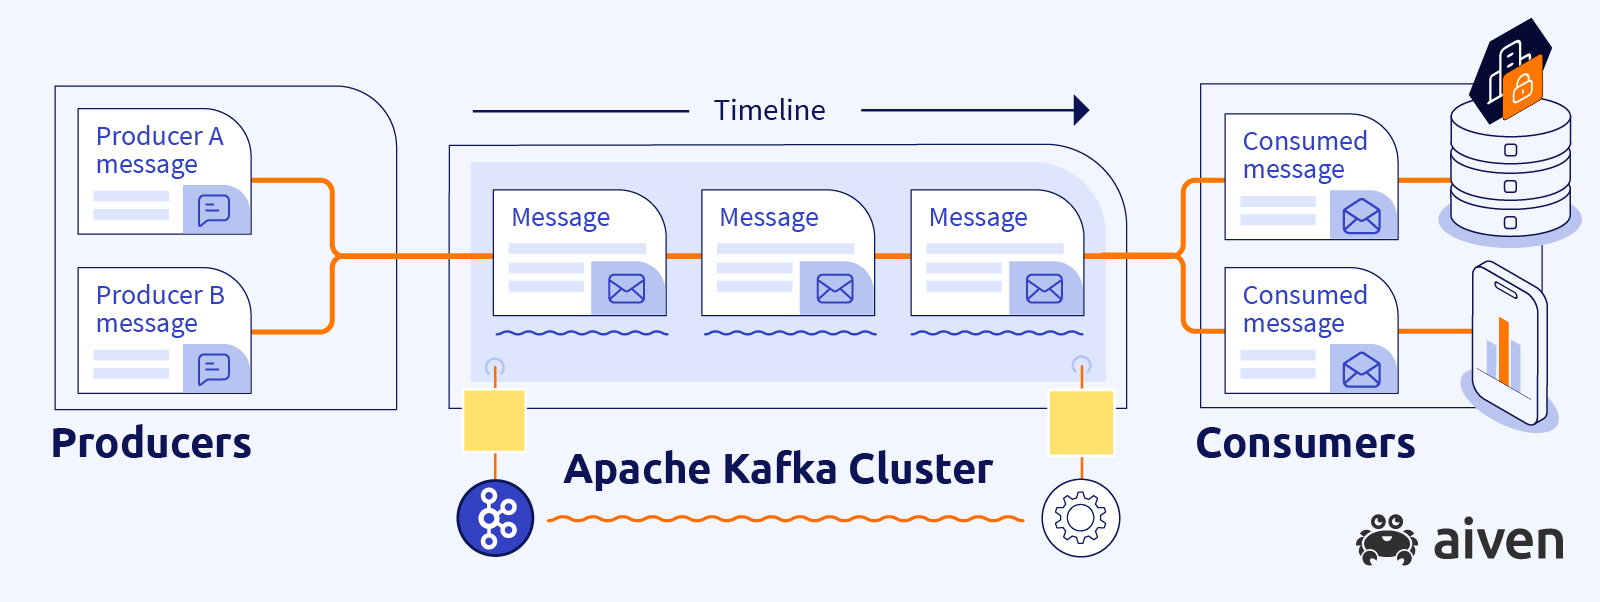 Producer A
message
Producer B
message
Producers
Timeline
Message
Message
Message
Apache Kafka Cluster
Consumed
message
Consumed
message
Consumers
aiven